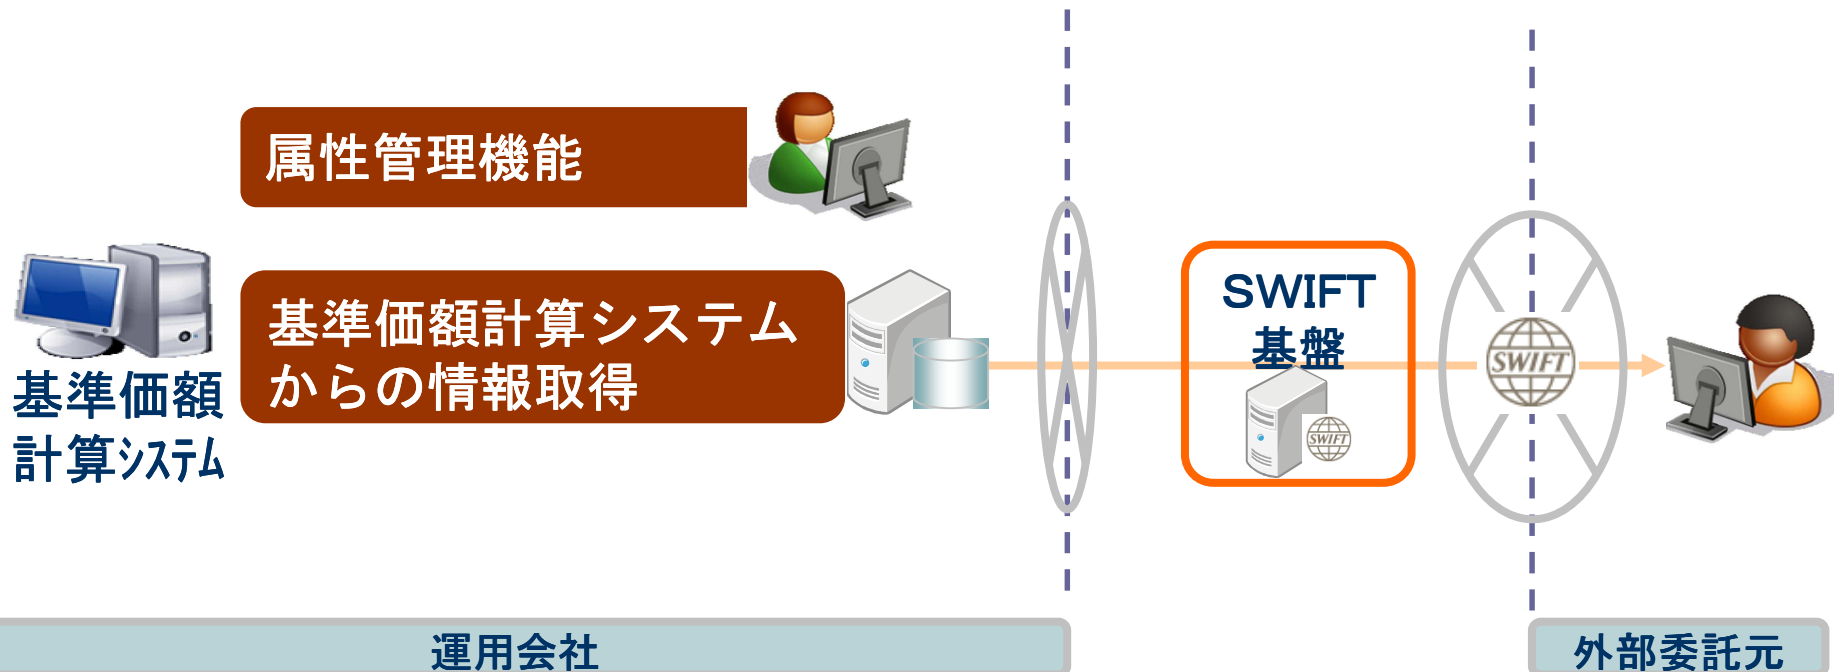 属性管理機能
基準価額計算システム
からの情報取得
基準価額
計算ｼｽﾃﾑ
ＳＷＩＦＴ
基盤
SWIFT
SWIFT
運用会社
外部委託元